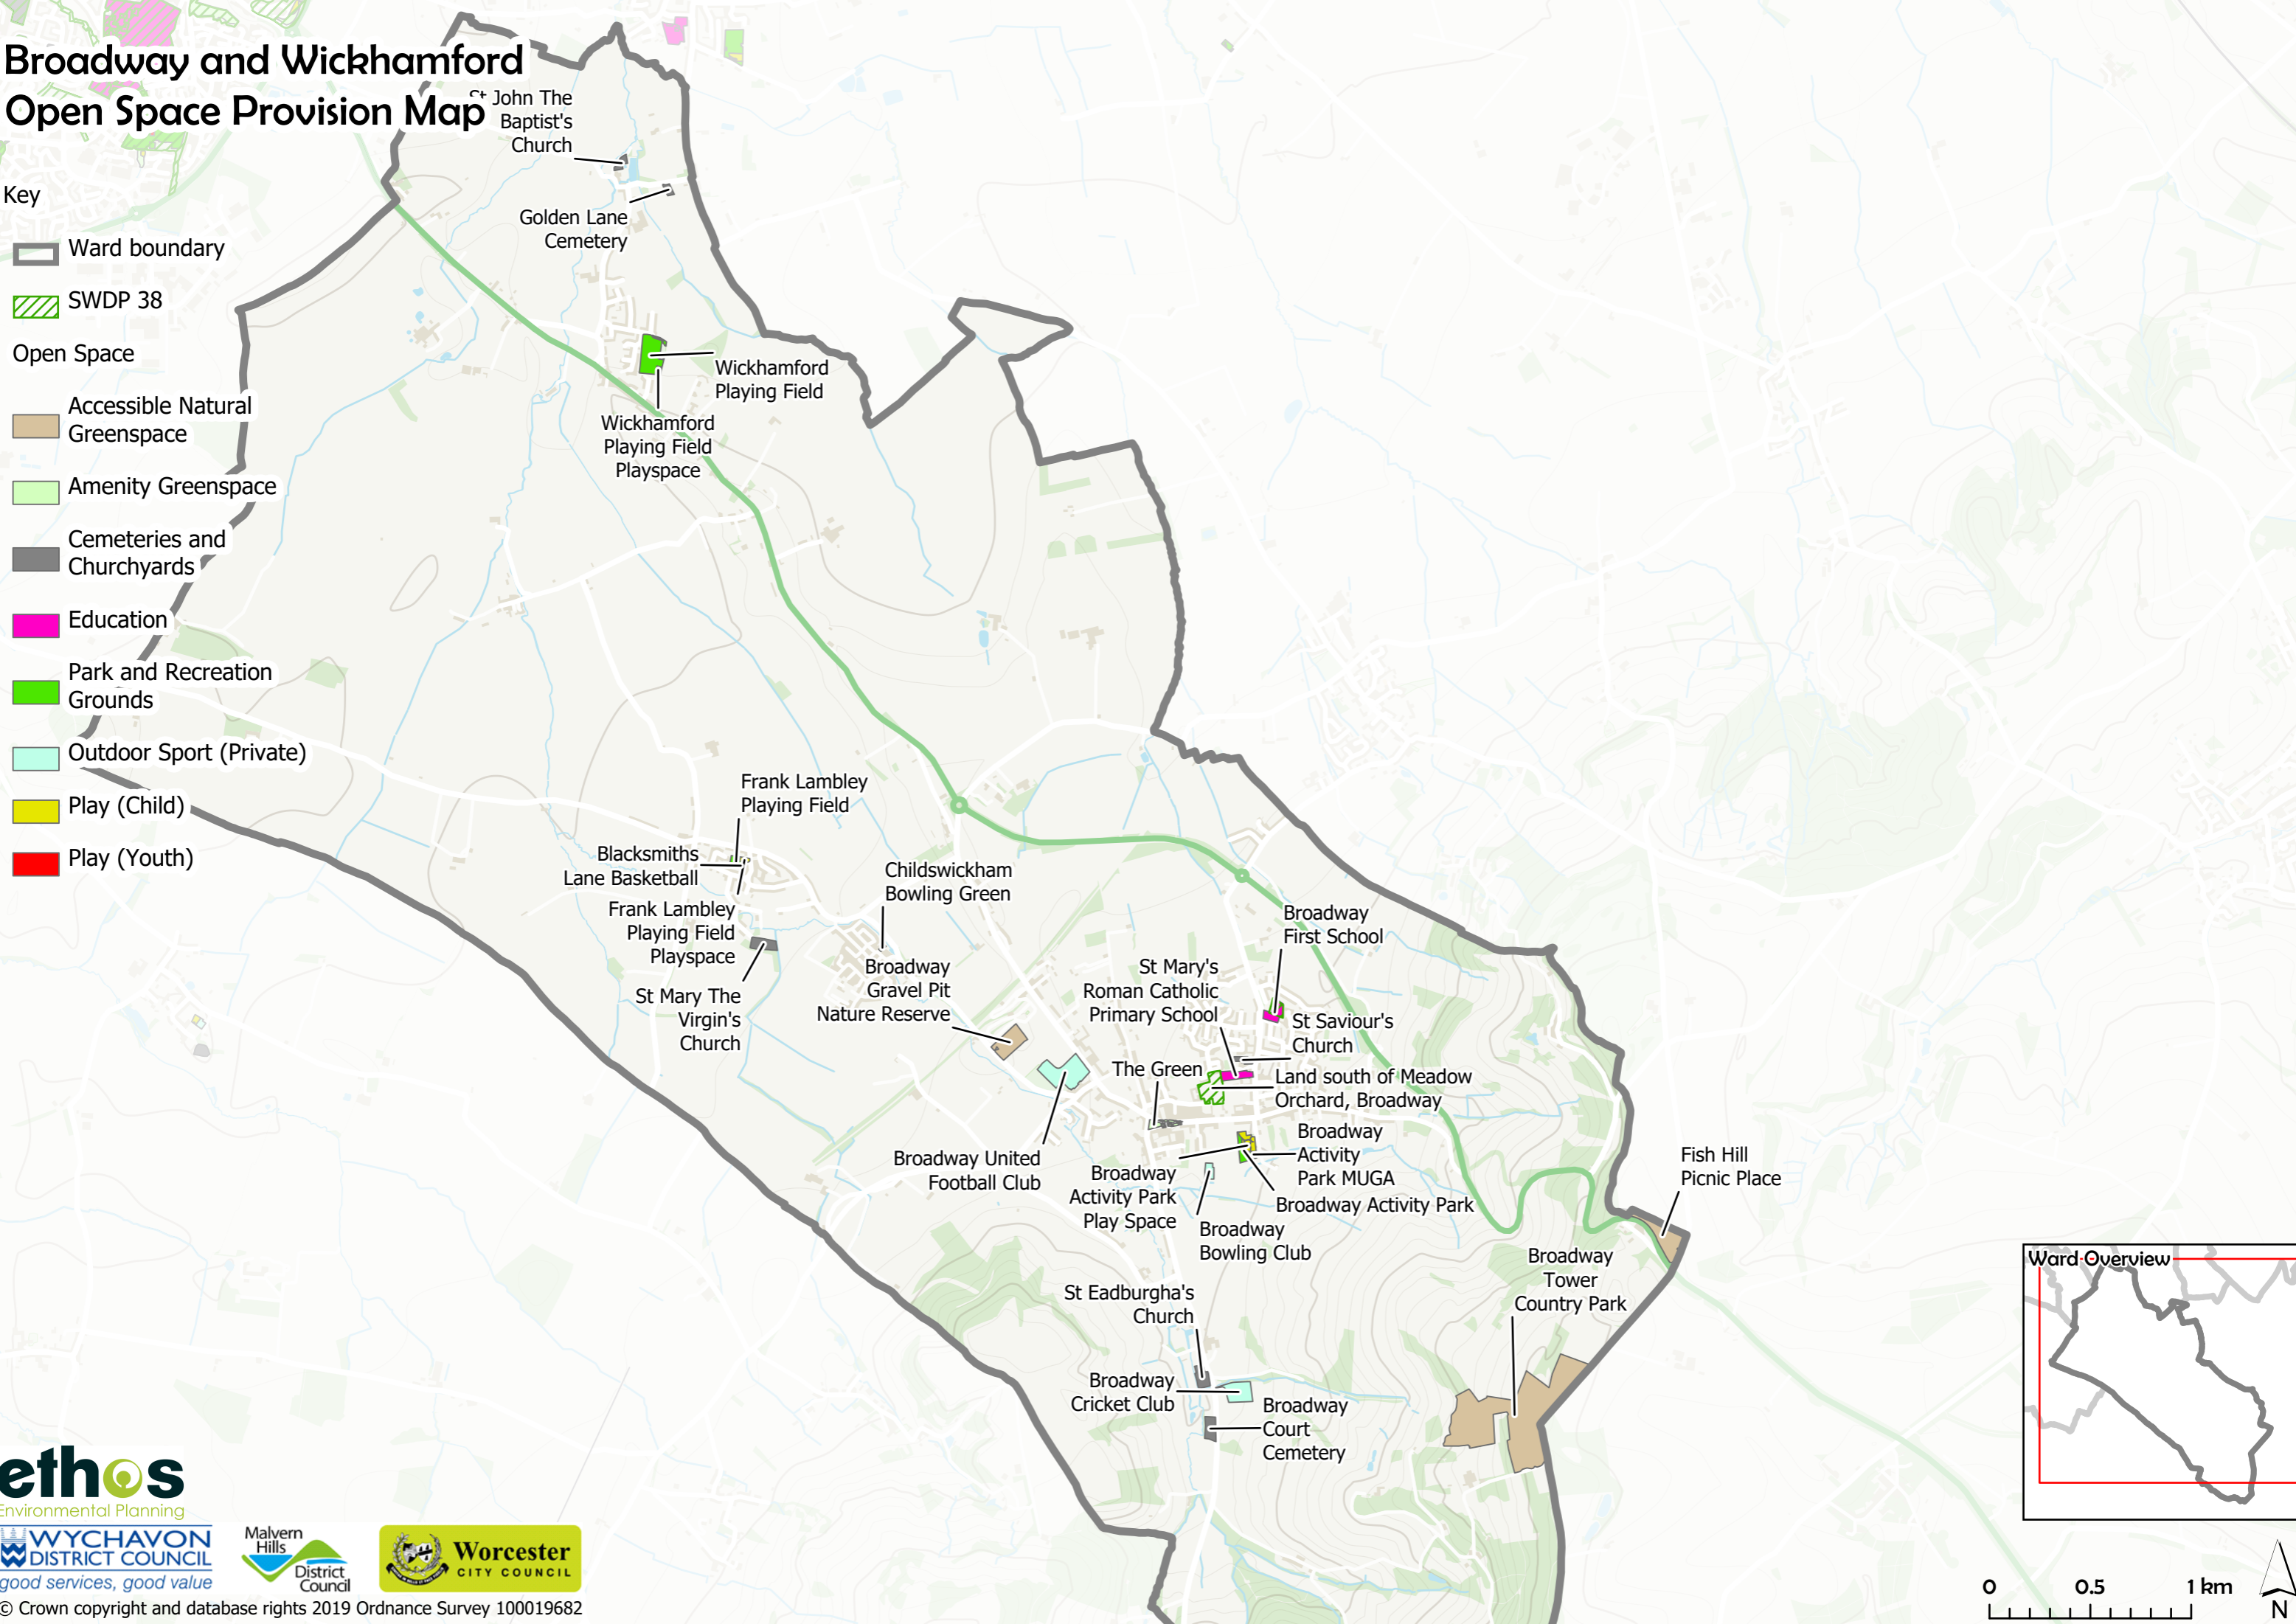 Broadway and Wickhamford
Open Space Provision Map
Key
Ward boundary
SWDP 38
Open Space
Accessible Natural
Greenspace
Amenity Greenspace
Cemeteries and
Churchyards
Education
Park and Recreation
Grounds
Outdoor Sport (Private)
Play (Child)
Play (Youth)
St John The
Baptist's
Church
Golden Lane
Cemetery
Wickhamford
Playing Field
Wickhamford
Playing Field
Playspace
Frank Lambley
Playing Field
Blacksmiths
Lane Basketball
Frank Lambley
Playing Field
Playspace
St Mary The
Virgin's
Church
Childswickham
Bowling Green
Broadway
Gravel Pit
Nature Reserve
Broadway
First School
St Mary's
Roman Catholic
Primary School
St Saviour's
Church
The Green
Land south of Meadow
Orchard, Broadway
Broadway United
Football Club
Broadway
Activity
Park MUGA
Broadway
Activity Park
Play Space
Broadway Activity Park
Broadway
Bowling Club
Fish Hill
Picnic Place
Broadway
Tower
Country Park
St Eadburgha's
Church
Broadway
Cricket Club
Broadway
Court
Cemetery
Ward Overview
0 0.5 1 km
N
ethos
Environmental Planning
WYCHAVON
DISTRICT COUNCIL
good services, good value
Malvern
Hills
District
Council
Worcester
CITY COUNCIL
© Crown copyright and database rights 2019 Ordnance Survey 100019682